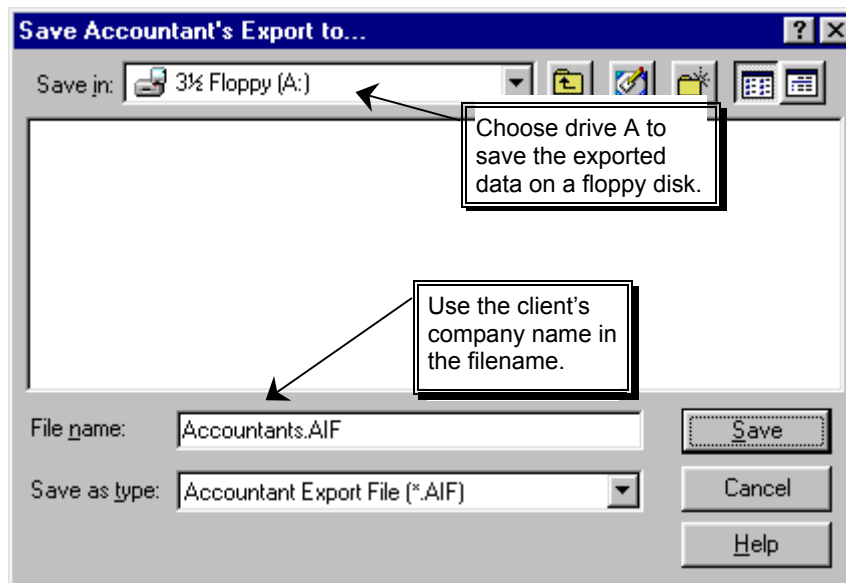 Save Accountant's Export to...
Save in: 3½ Floppy (A:)
Choose drive A to
save the exported
data on a floppy disk.
Use the client’s
company name in
the filename.
File name: Accountants.AIF
Save
Save as type: Accountant Export File (*.AIF)
Cancel
Help